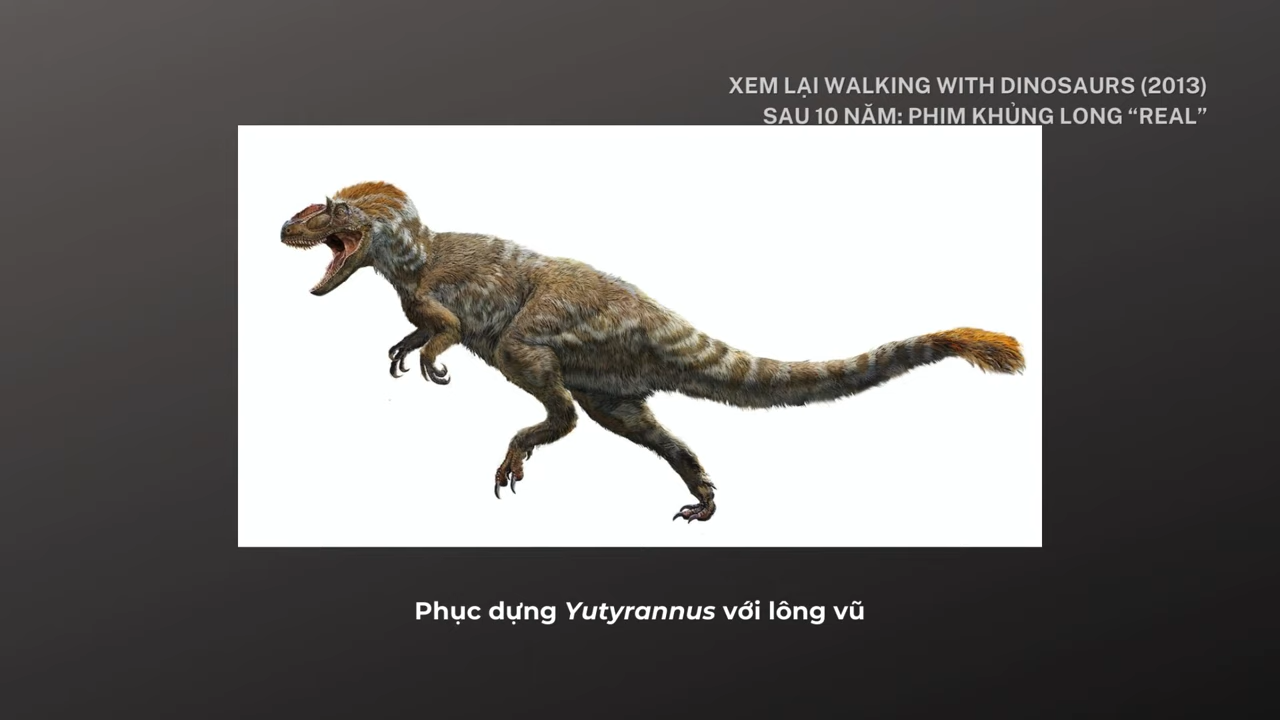 XEM LẠI WALKING WITH DINOSAURS (2013)
SAU 10 NĂM: PHIM KHỦNG LONG “REAL”
Phục dựng Yutyrannus với lông vũ